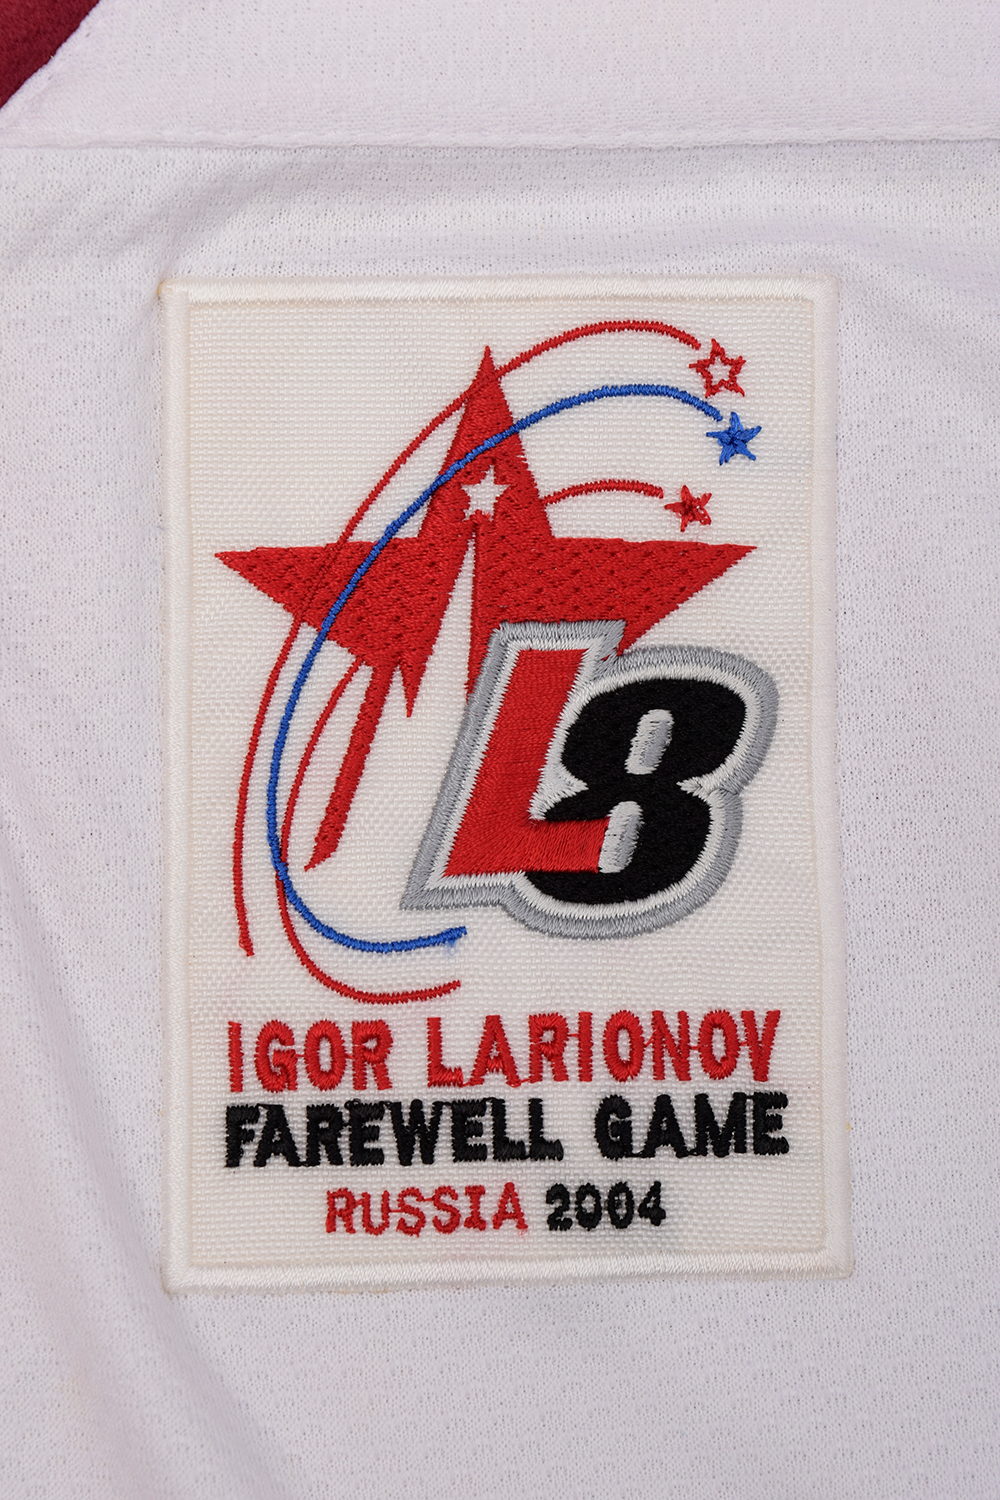 L8
IGOR LARIONOV
FAREWELL GAME
RUSSIA 2004